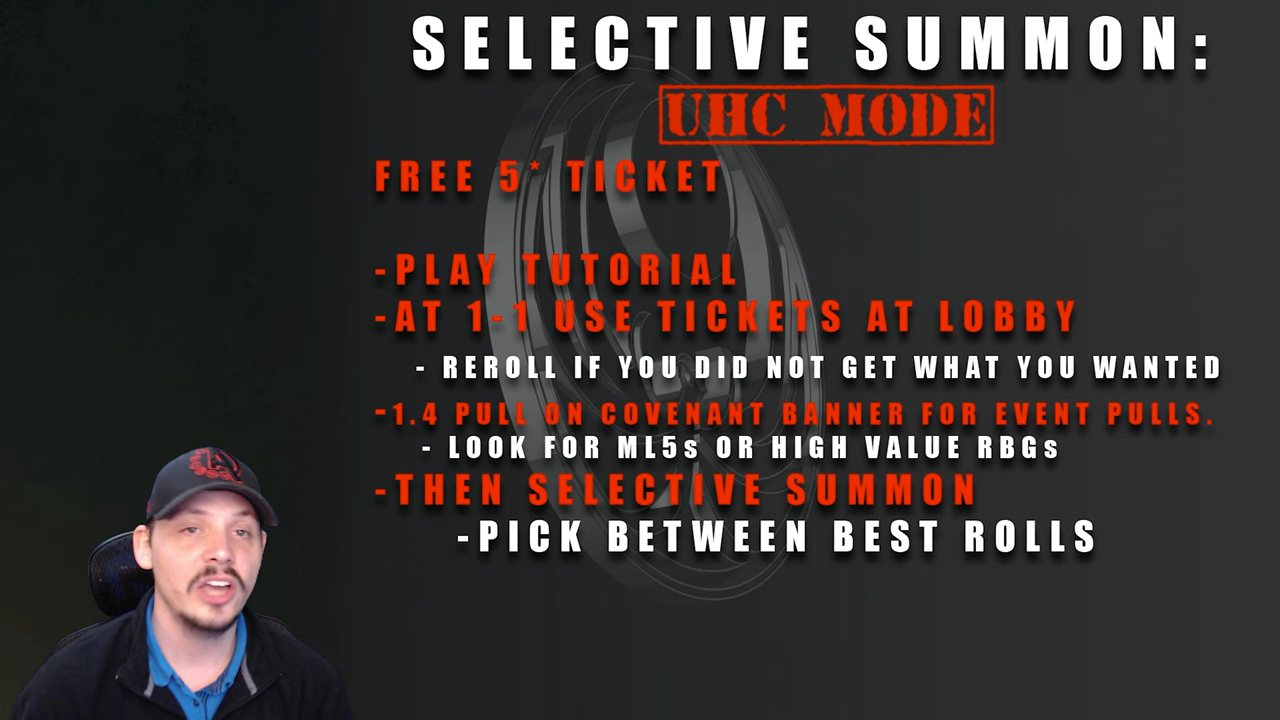 SELECTIVE SUMMON:
UHC MODE
FREE 5* TICKET
-PLAY TUTORIAL
-AT 1-1 USE TICKETS AT LOBBY
- REROLL IF YOU DID NOT GET WHAT YOU WANTED
-1.4 PULL ON COVENANT BANNER FOR EVENT PULLS.
- LOOK FOR ML5s OR HIGH VALUE RBGs
-THEN SELECTIVE SUMMON
-PICK BETWEEN BEST ROLLS